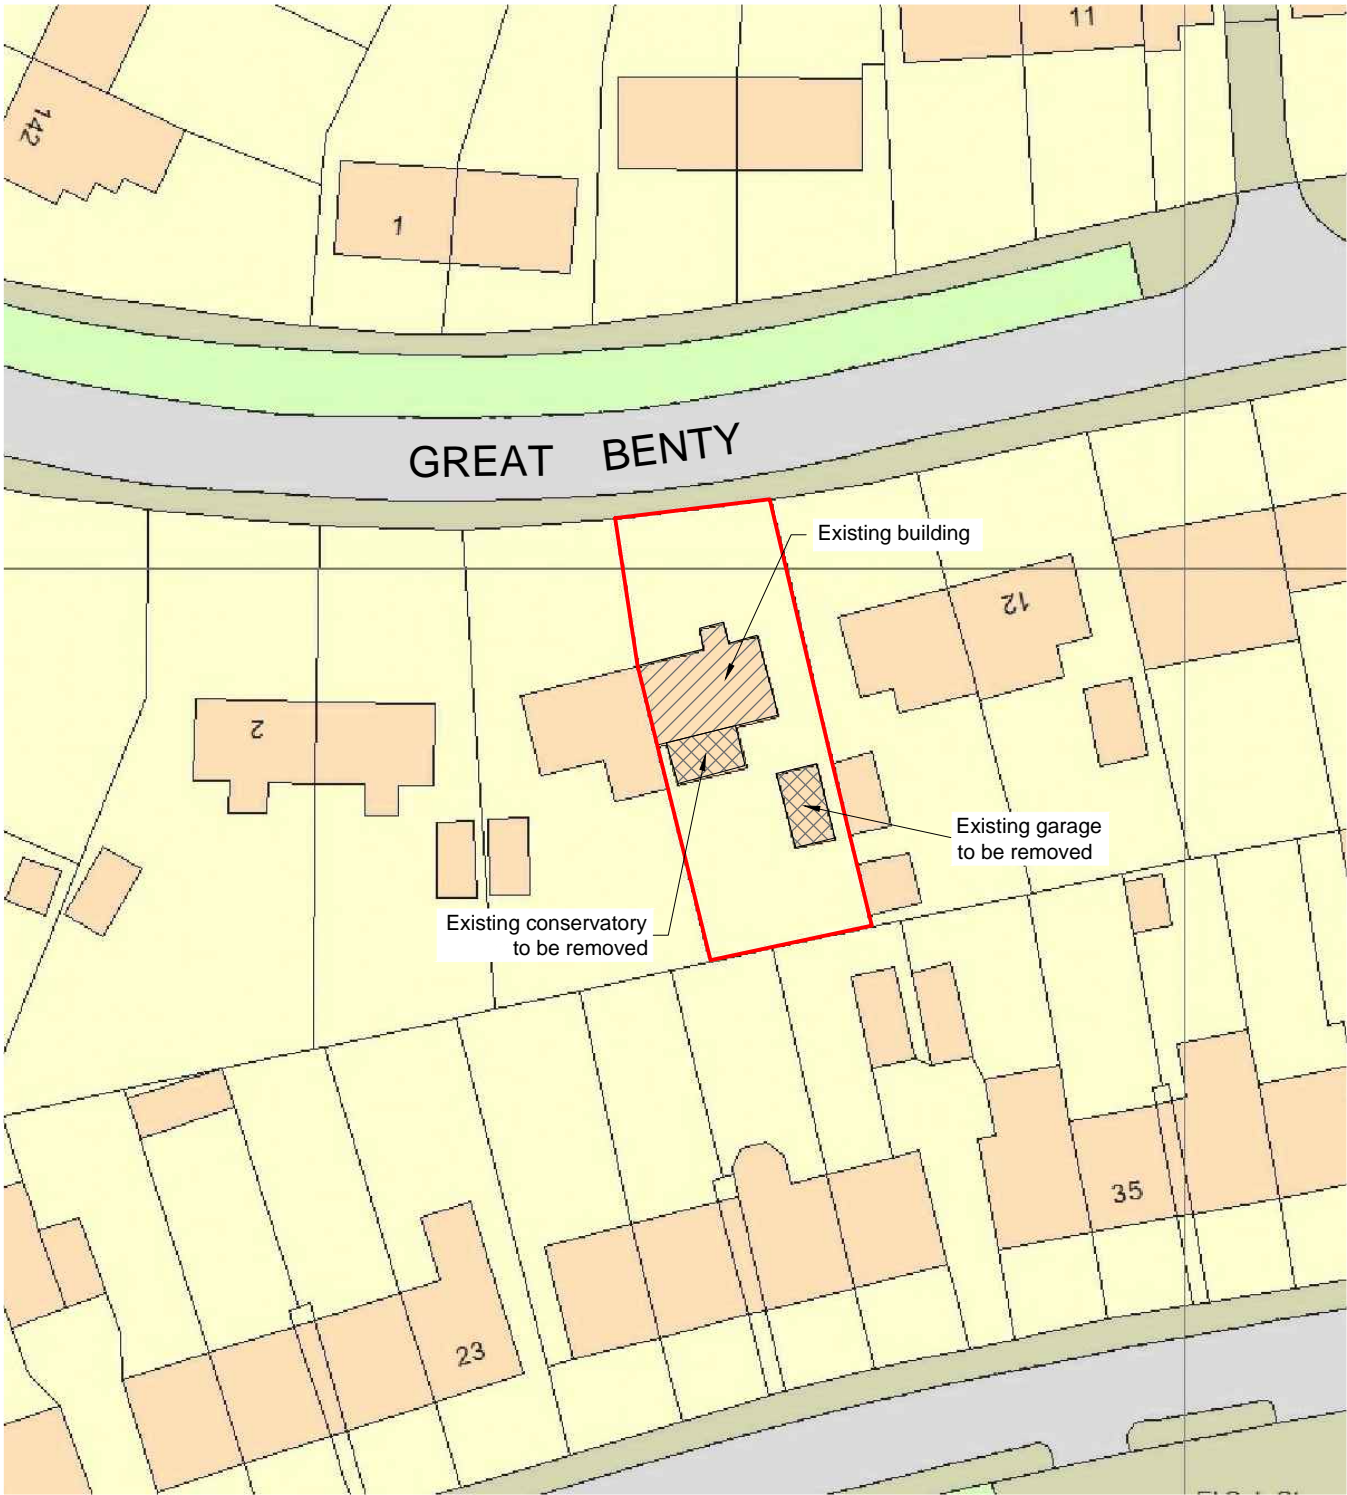 11
142
1
GREAT BENTY
Existing building
12
2
Existing garage
to be removed
Existing conservatory
to be removed
35
23